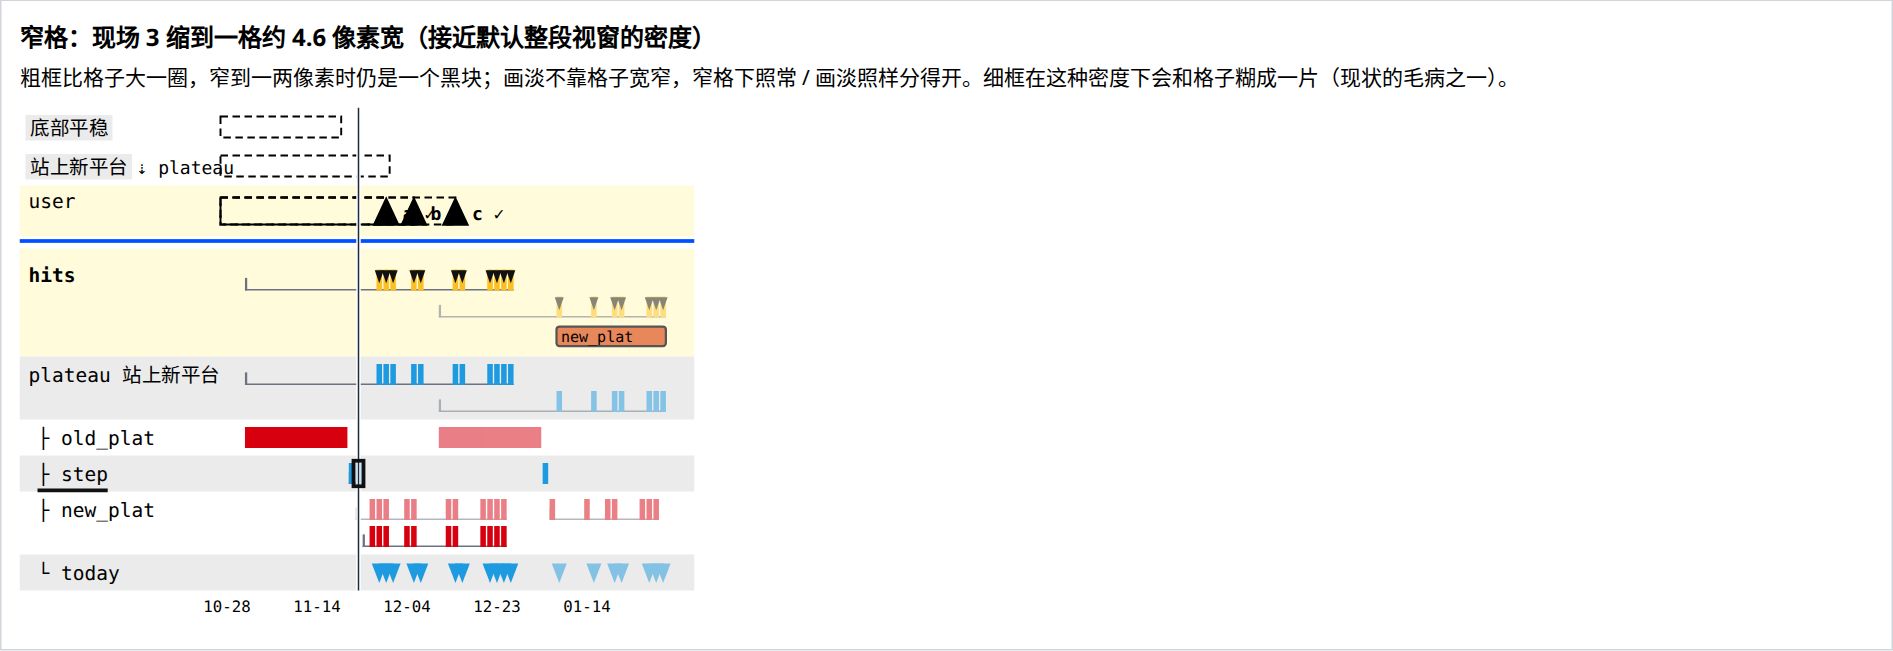 窄格：现场 3 缩到一格约 4.6 像素宽（接近默认整段视窗的密度）
粗框比格子大一圈，窄到一两像素时仍是一个黑块；画淡不靠格子宽窄，窄格下照常 / 画淡照样分得开。细框在这种密度下会和格子糊成一片（现状的毛病之一）。
底部平稳
站上新平台 ⇣ plateau
user
b c ✓
hits
new plat
plateau 站上新平台
├ old_plat
├ step
├ new_plat
└ today
10-28 11-14 12-04 12-23 01-14